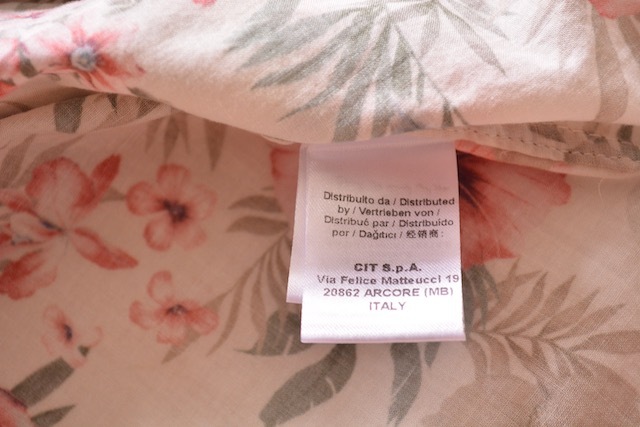 Distribuito da / Distributed
by / Vertrieben von /
Distribué par / Distribuido
por / Dağıtıcı / 经销商:
CIT S.p.A.
Via Felice Matteucci 19
20862 ARCORE (MB)
ITALY